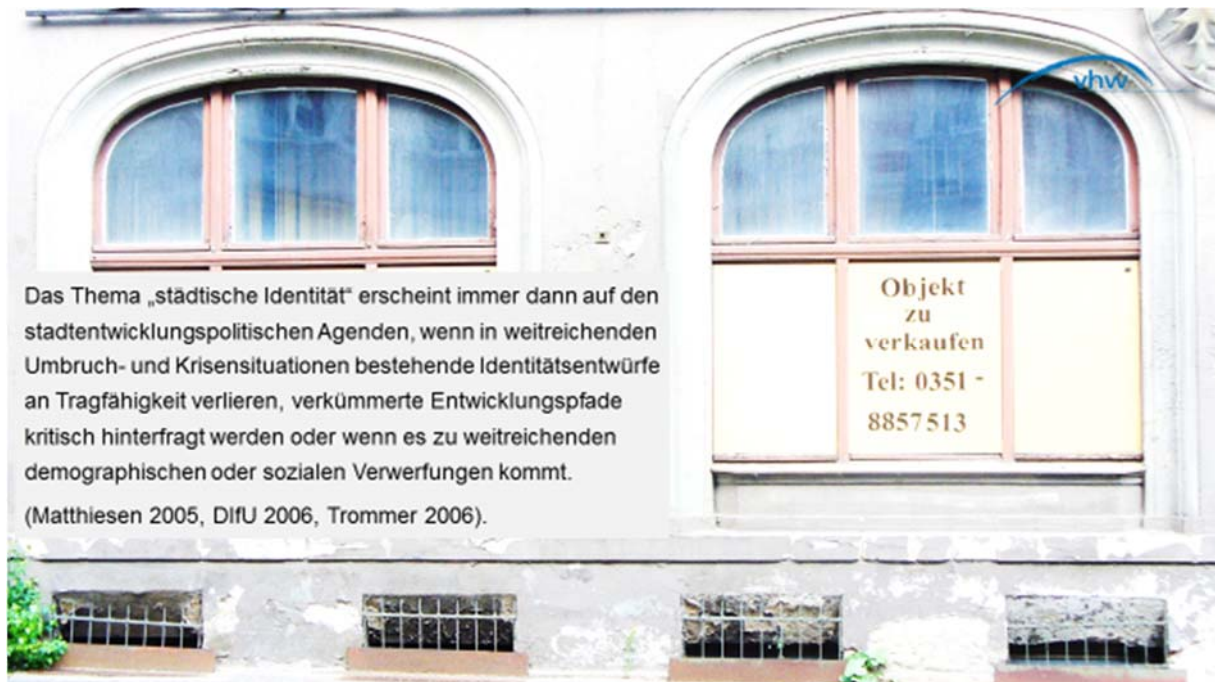 vhw
Das Thema „städtische Identität“ erscheint immer dann auf den
stadtentwicklungspolitischen Agenden, wenn in weitreichenden
Umbruch- und Krisensituationen bestehende Identitätsentwürfe
an Tragfähigkeit verlieren, verkümmerte Entwicklungspfade
kritisch hinterfragt werden oder wenn es zu weitreichenden
demographischen oder sozialen Verwerfungen kommt.
(Matthiesen 2005, DIfU 2006, Trommer 2006).
Objekt
zu
verkaufen
Tel: 0351 -
8857513